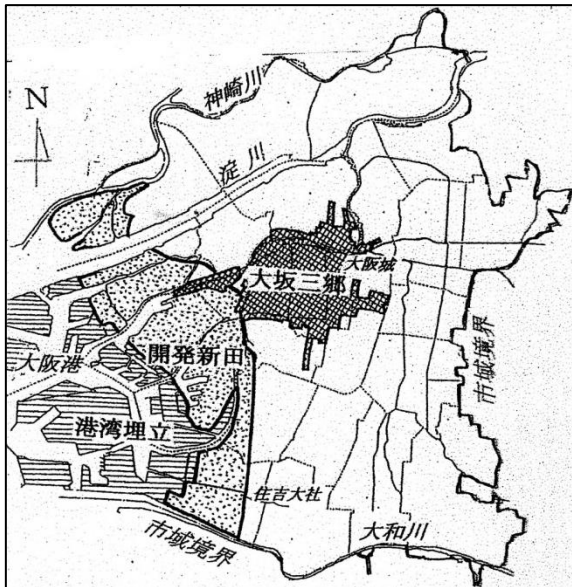 神崎川
N
淀川
大阪城
大坂三郷
開発新田
大阪港
市域境界
港湾埋立
住吉大社
市域境界
大和川